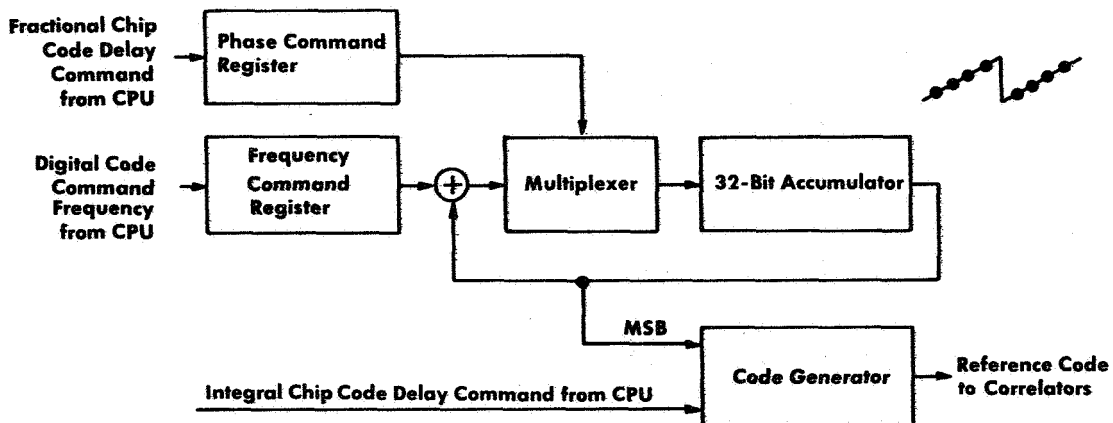 Fractional Chip
Code Delay
Command
from CPU
Phase Command
Register
Digital Code
Command
Frequency
from CPU
Frequency
Command
Register
+
Multiplexer
32-Bit Accumulator
MSB
Integral Chip Code Delay Command from CPU
Code Generator
Reference Code
to Correlators